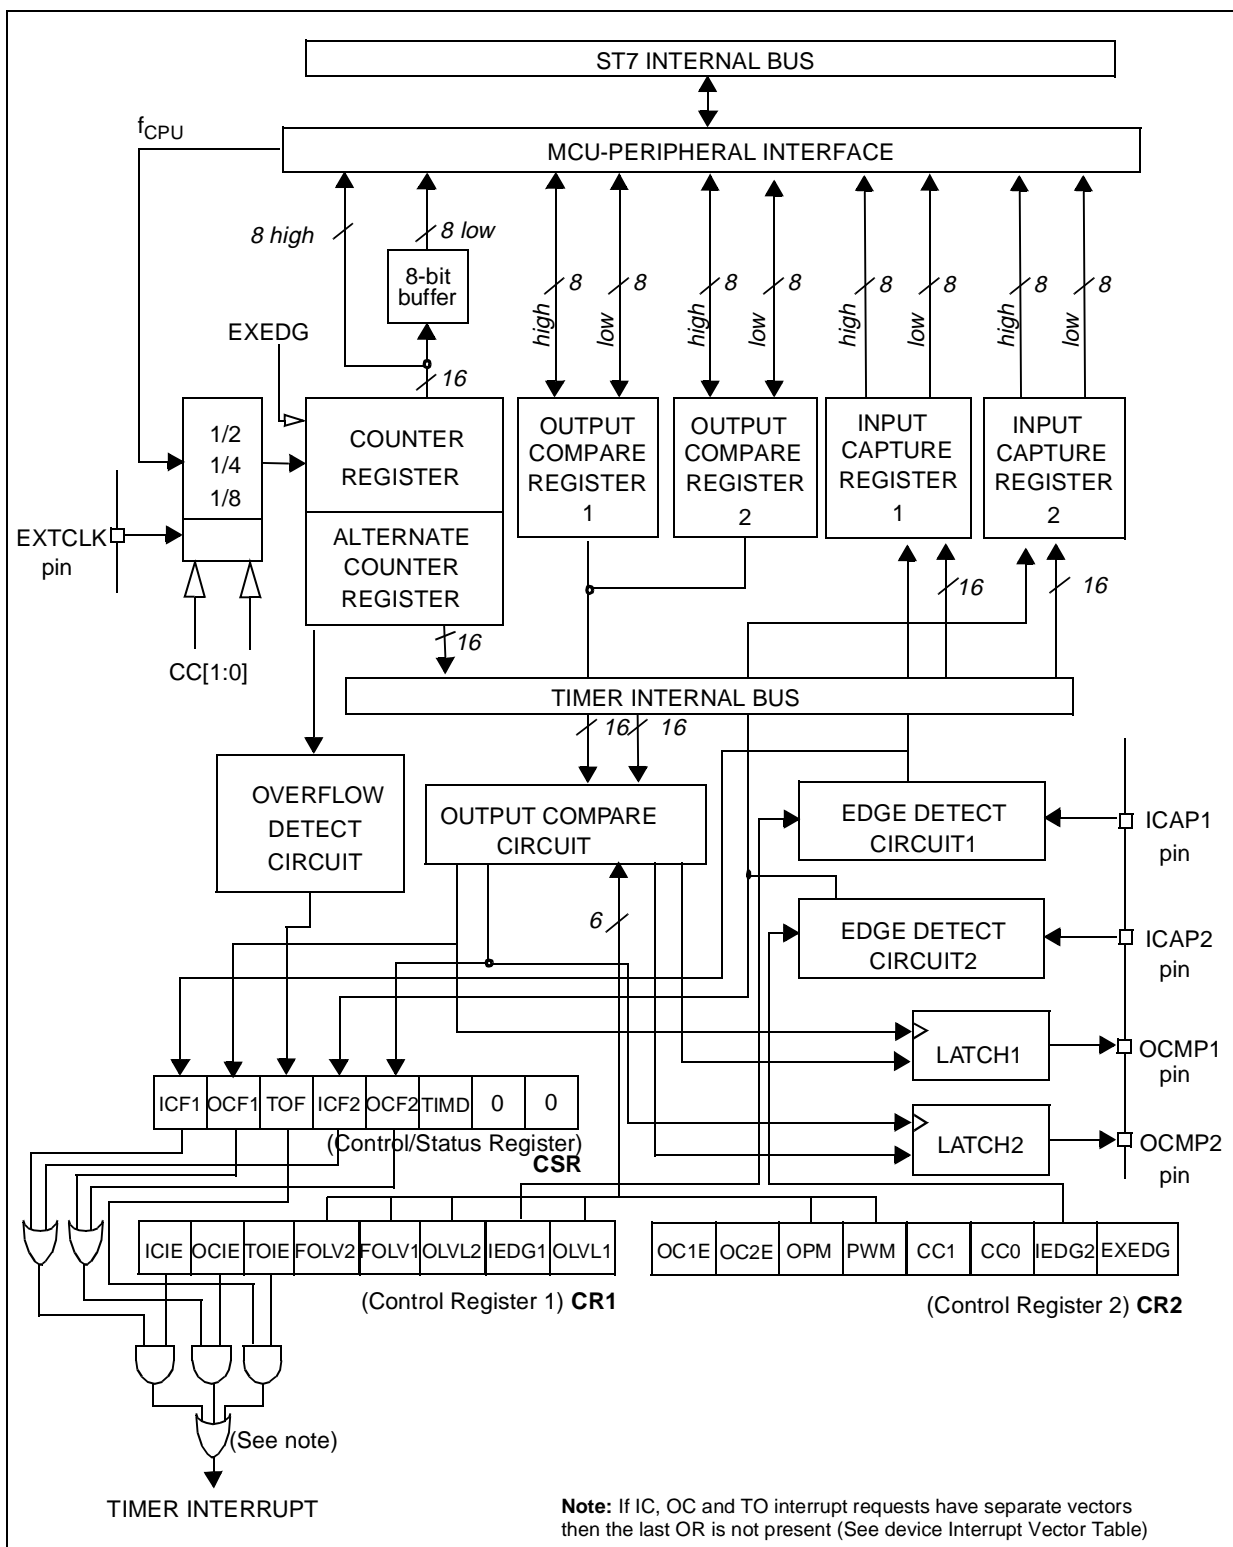 ST7 INTERNAL BUS
fCPU
MCU-PERIPHERAL INTERFACE
8 high
8 low
8-bit
buffer
8
8
8
8
8
8
8
8
high
low
high
low
high
low
high
low
EXEDG
16
1/2
1/4
1/8
COUNTER
REGISTER
OUTPUT
COMPARE
REGISTER
1
OUTPUT
COMPARE
REGISTER
2
INPUT
CAPTURE
REGISTER
1
INPUT
CAPTURE
REGISTER
2
EXTCLK
pin
ALTERNATE
COUNTER
REGISTER
16
16
16
CC[1:0]
TIMER INTERNAL BUS
16
16
OVERFLOW
DETECT
CIRCUIT
OUTPUT COMPARE
CIRCUIT
EDGE DETECT
CIRCUIT1
ICAP1
pin
6
EDGE DETECT
CIRCUIT2
ICAP2
pin
LATCH1
OCMP1
pin
ICF1 OCF1 TOF ICF2 OCF2 TIMD 0 0
(Control/Status Register)
CSR
LATCH2
OCMP2
pin
ICIE OCIE TOIE FOLV2 FOLV1 OLVL2 IEDG1 OLVL1
(Control Register 1) CR1
OC1E OC2E OPM PWM CC1 CC0 IEDG2 EXEDG
(Control Register 2) CR2
(See note)
TIMER INTERRUPT
Note: If IC, OC and TO interrupt requests have separate vectors
then the last OR is not present (See device Interrupt Vector Table)